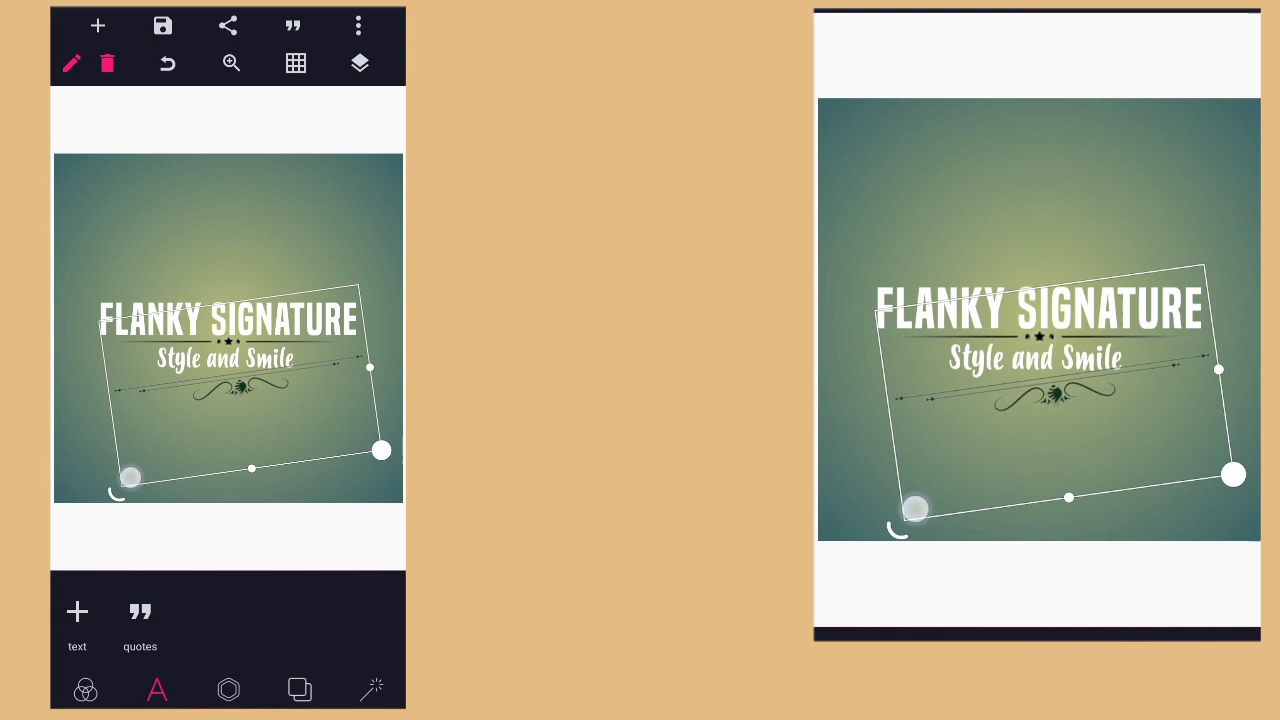 FLANKY SIGNATURE
Style and Smile
text
quotes
FLANKY SIGNATURE
Style and Smile